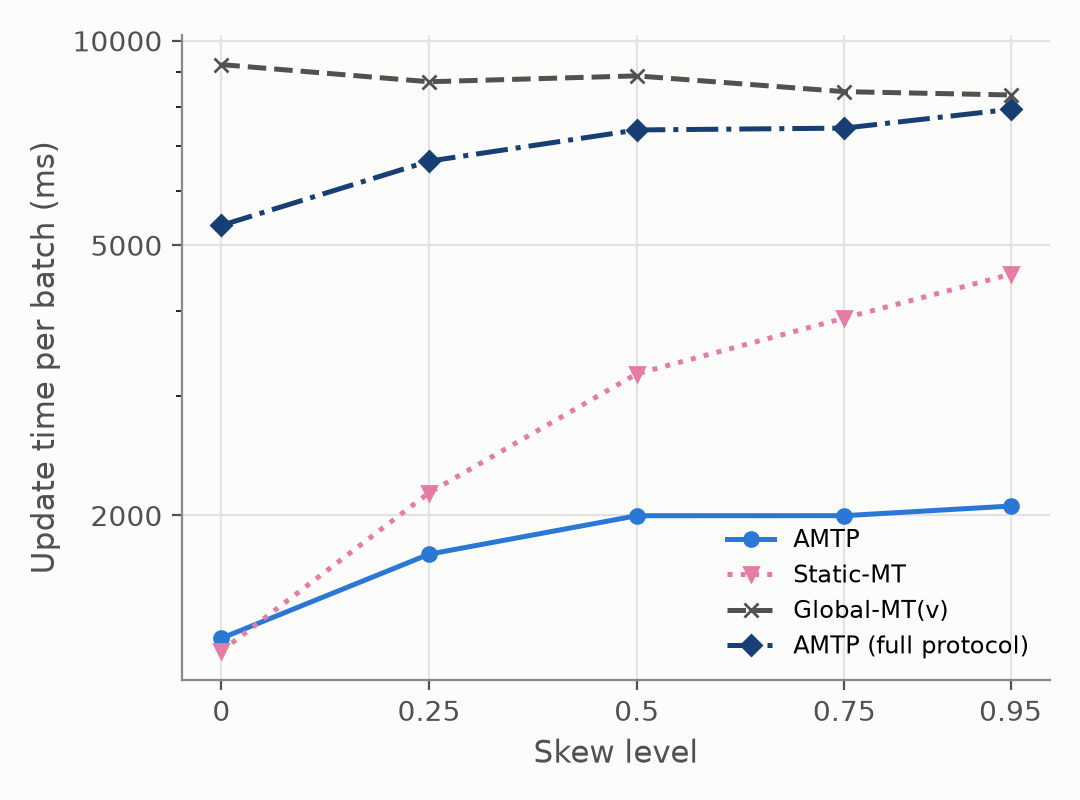 10000
5000
2000
Update time per batch (ms)
AMTP
Static-MT
Global-MT(v)
AMTP (full protocol)
0 0.25 0.5 0.75 0.95
Skew level